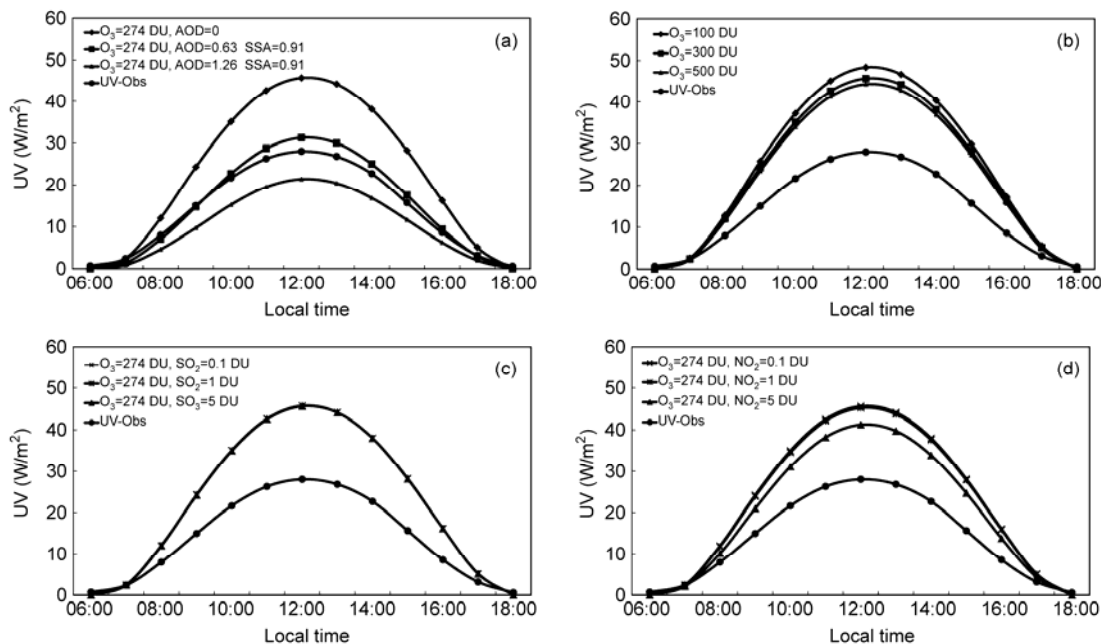 (a)
O₃=274 DU, AOD=0
O₃=274 DU, AOD=0.63 SSA=0.91
O₃=274 DU, AOD=1.26 SSA=0.91
UV-Obs
UV (W/m²)
60
50
40
30
20
10
0
06:00 08:00 10:00 12:00 14:00 16:00 18:00
Local time
(b)
O₃=100 DU
O₃=300 DU
O₃=500 DU
UV-Obs
UV (W/m²)
60
50
40
30
20
10
0
06:00 08:00 10:00 12:00 14:00 16:00 18:00
Local time
(c)
O₃=274 DU, SO₂=0.1 DU
O₃=274 DU, SO₂=1 DU
O₃=274 DU, SO₃=5 DU
UV-Obs
UV (W/m²)
60
50
40
30
20
10
0
06:00 08:00 10:00 12:00 14:00 16:00 18:00
Local time
(d)
O₃=274 DU, NO₂=0.1 DU
O₃=274 DU, NO₂=1 DU
O₃=274 DU, NO₂=5 DU
UV-Obs
UV (W/m²)
60
50
40
30
20
10
0
06:00 08:00 10:00 12:00 14:00 16:00 18:00
Local time